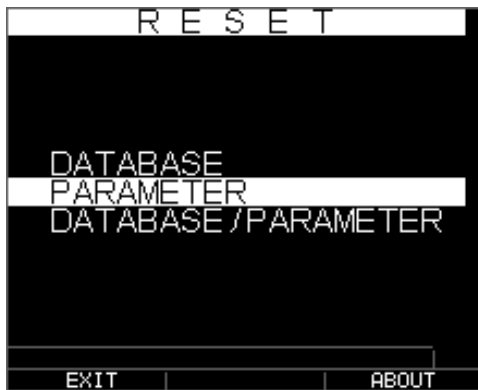 R E S E T
DATABASE
PARAMETER
DATABASE/PARAMETER
EXIT ABOUT